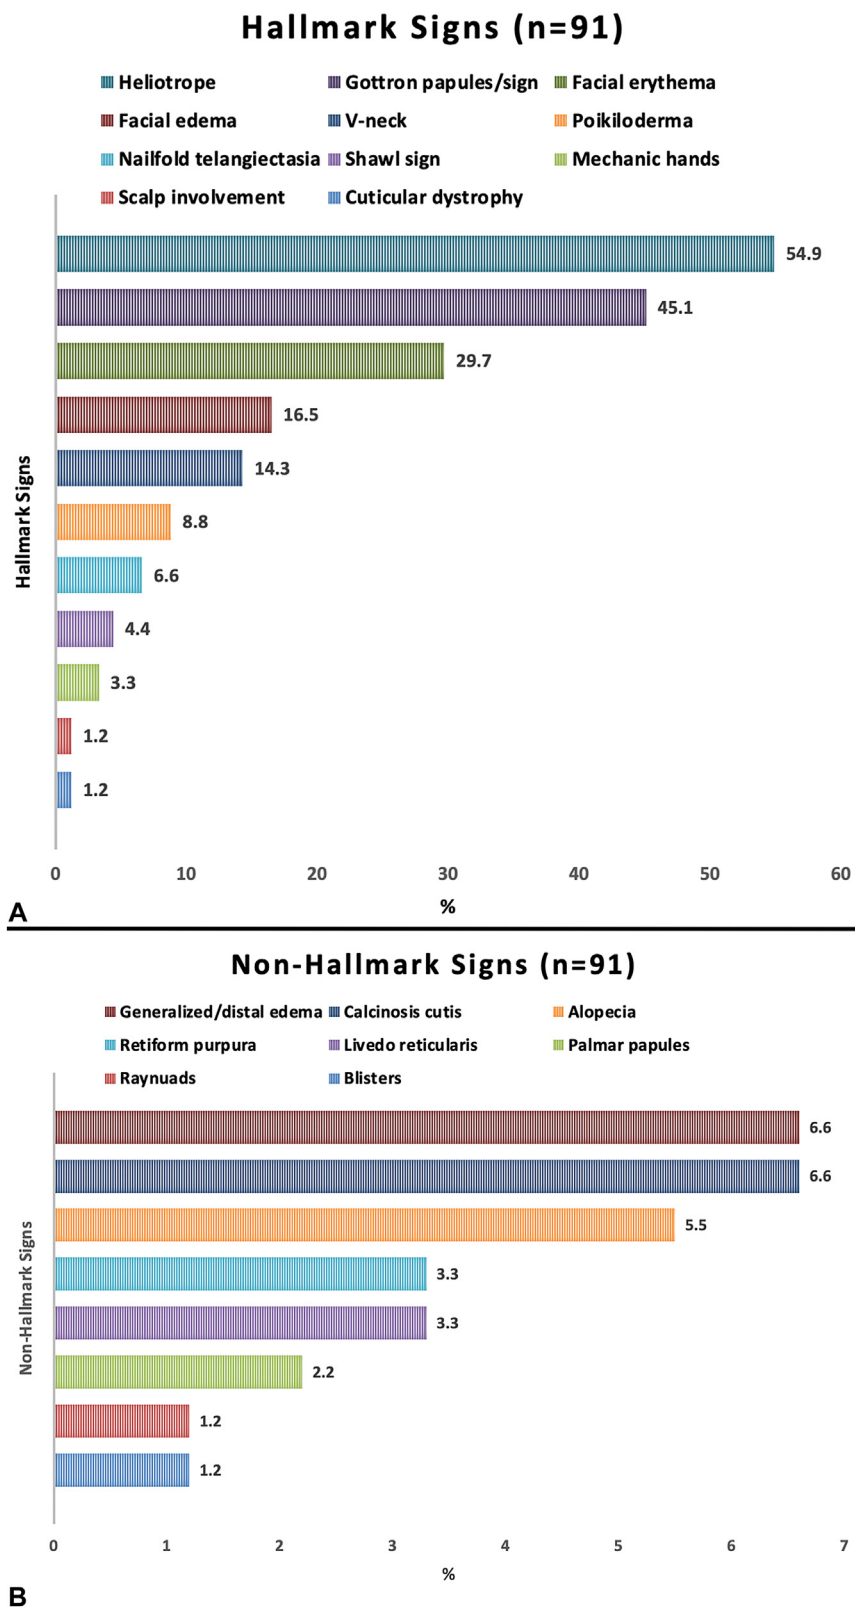 Hallmark Signs (n=91)
Heliotrope Gottron papules/sign Facial erythema
Facial edema V-neck Poikiloderma
Nailfold telangiectasia Shawl sign Mechanic hands
Scalp involvement Cuticular dystrophy
54.9
45.1
29.7
16.5
14.3
8.8
6.6
4.4
3.3
1.2
1.2
Hallmark Signs
0 10 20 30 40 50 60
%
A
Non-Hallmark Signs (n=91)
Generalized/distal edema Calcinosis cutis Alopecia
Retiform purpura Livedo reticularis Palmar papules
Raynuads Blisters
6.6
6.6
5.5
3.3
3.3
2.2
1.2
1.2
Non-Hallmark Signs
0 1 2 3 4 5 6 7
%
B